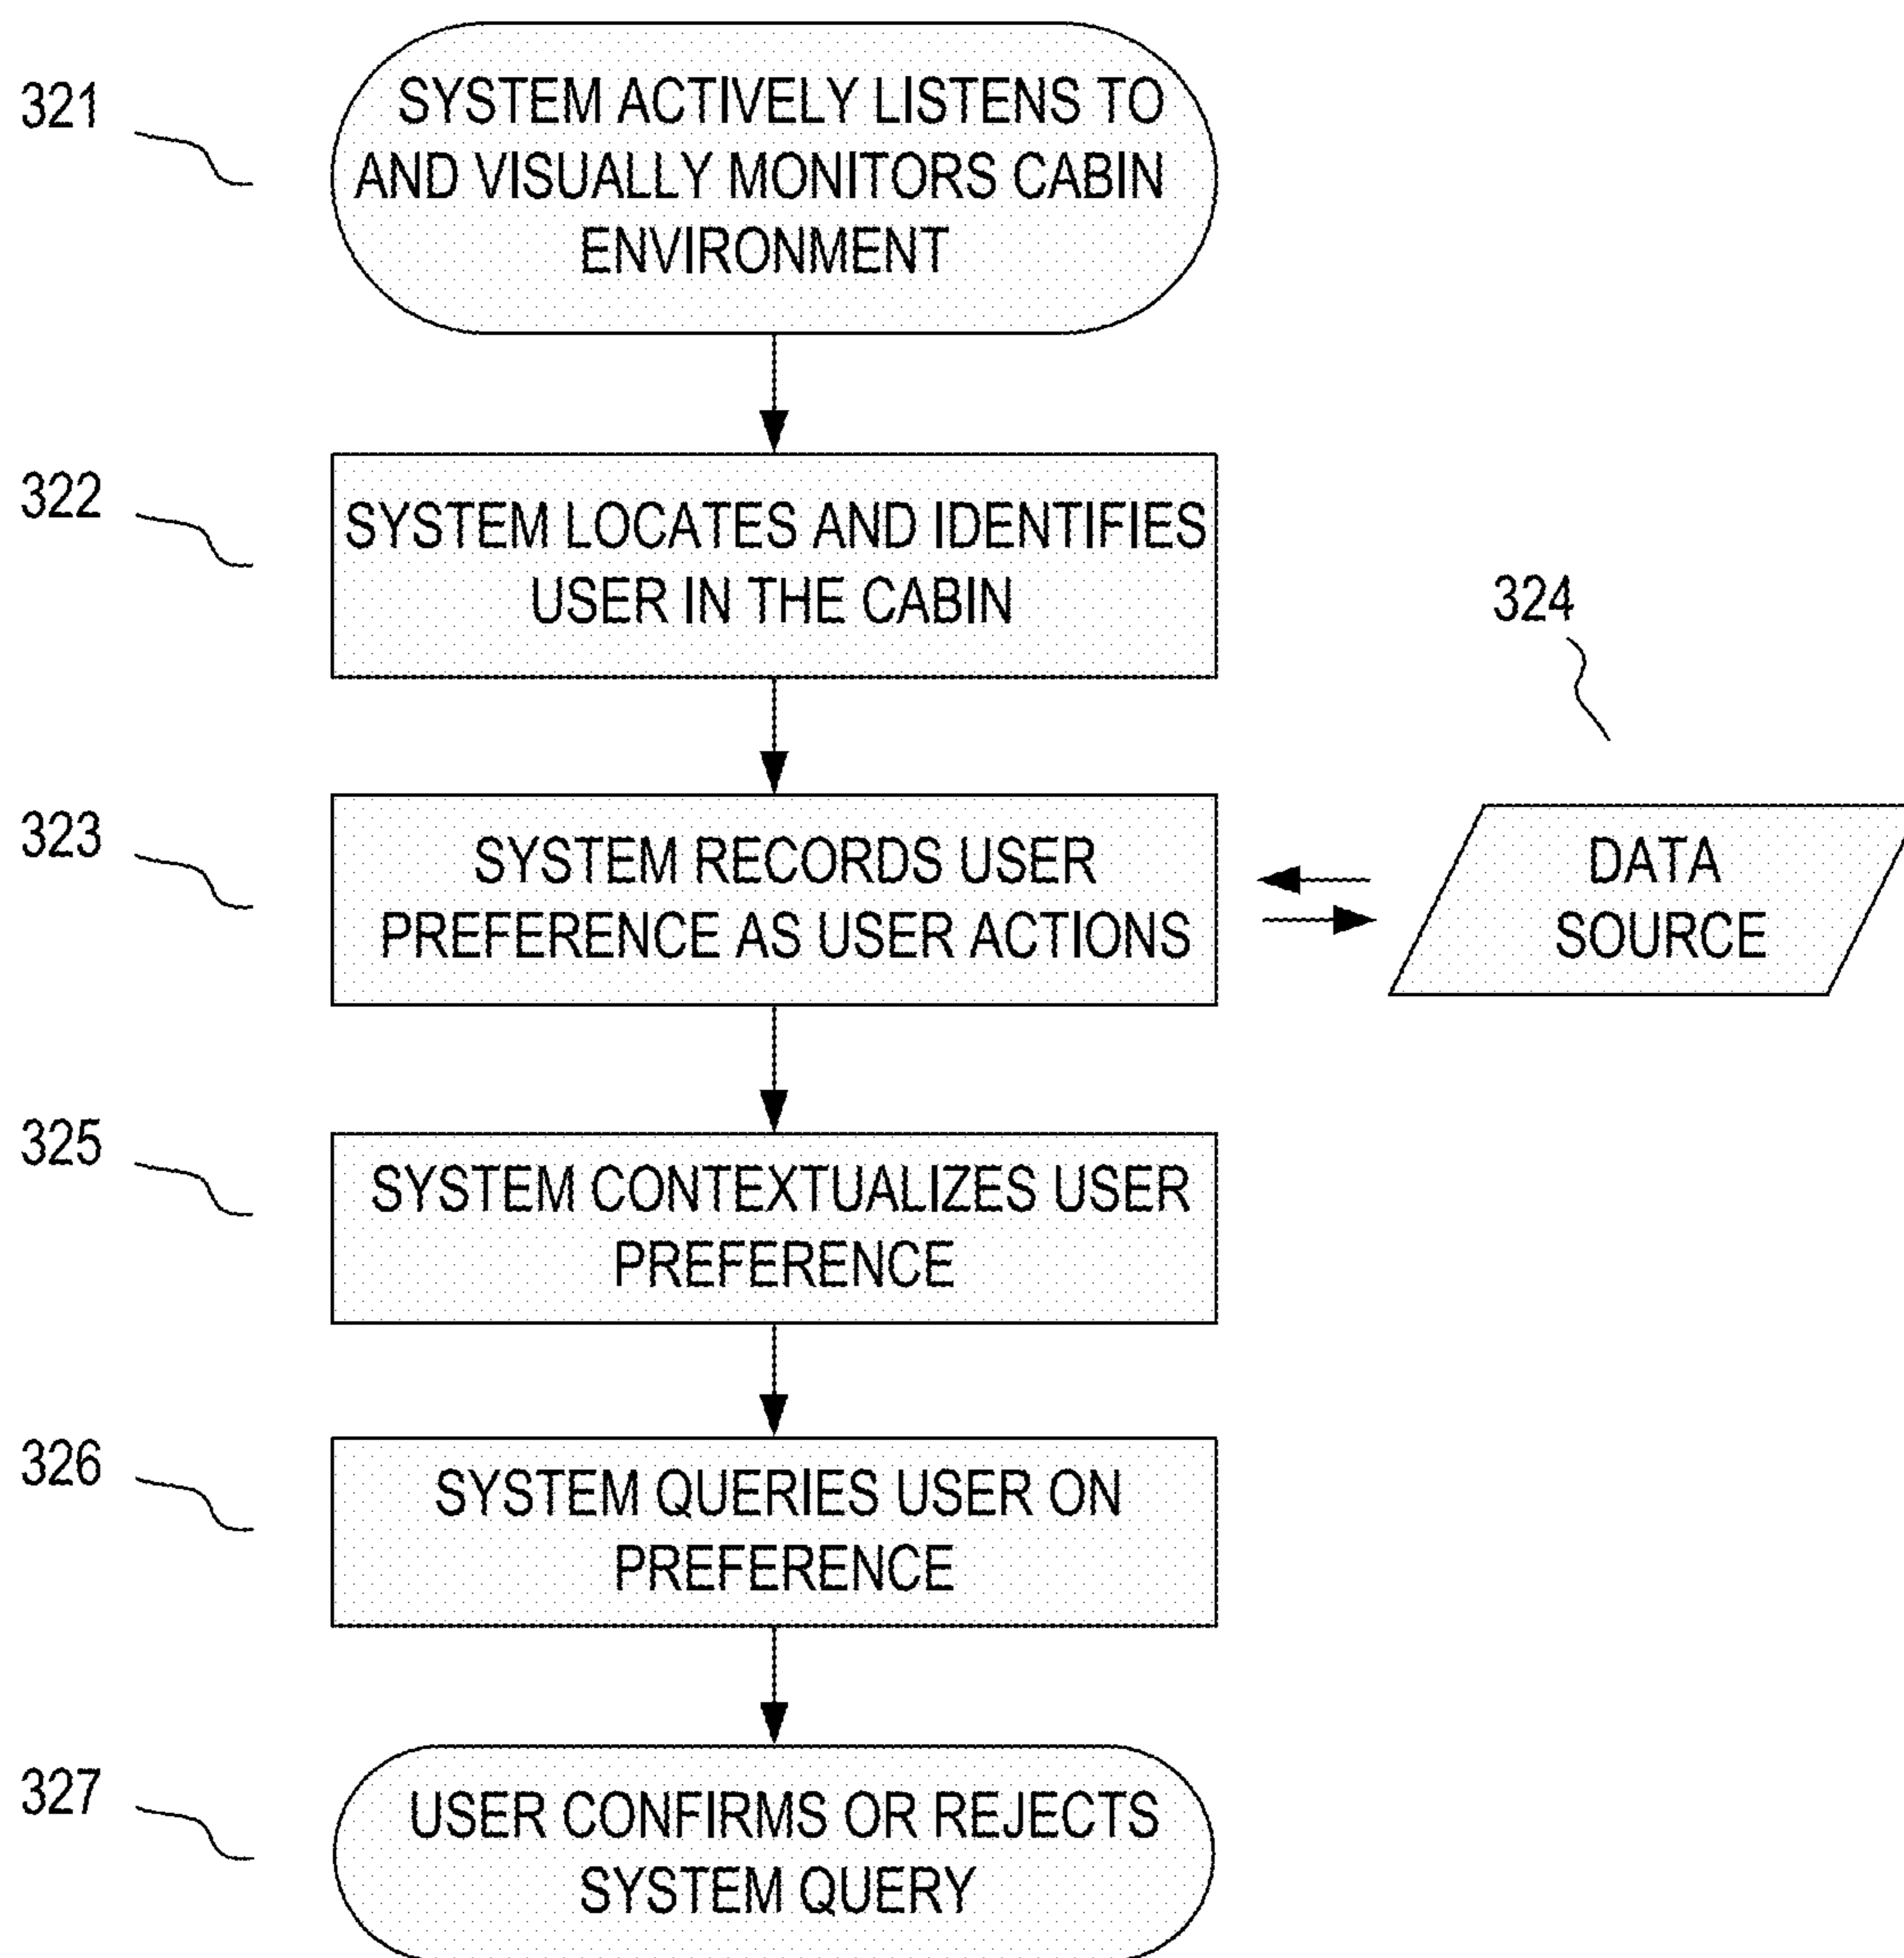 321
SYSTEM ACTIVELY LISTENS TO
AND VISUALLY MONITORS CABIN
ENVIRONMENT
322
SYSTEM LOCATES AND IDENTIFIES
USER IN THE CABIN
323
SYSTEM RECORDS USER
PREFERENCE AS USER ACTIONS
324
DATA
SOURCE
325
SYSTEM CONTEXTUALIZES USER
PREFERENCE
326
SYSTEM QUERIES USER ON
PREFERENCE
327
USER CONFIRMS OR REJECTS
SYSTEM QUERY